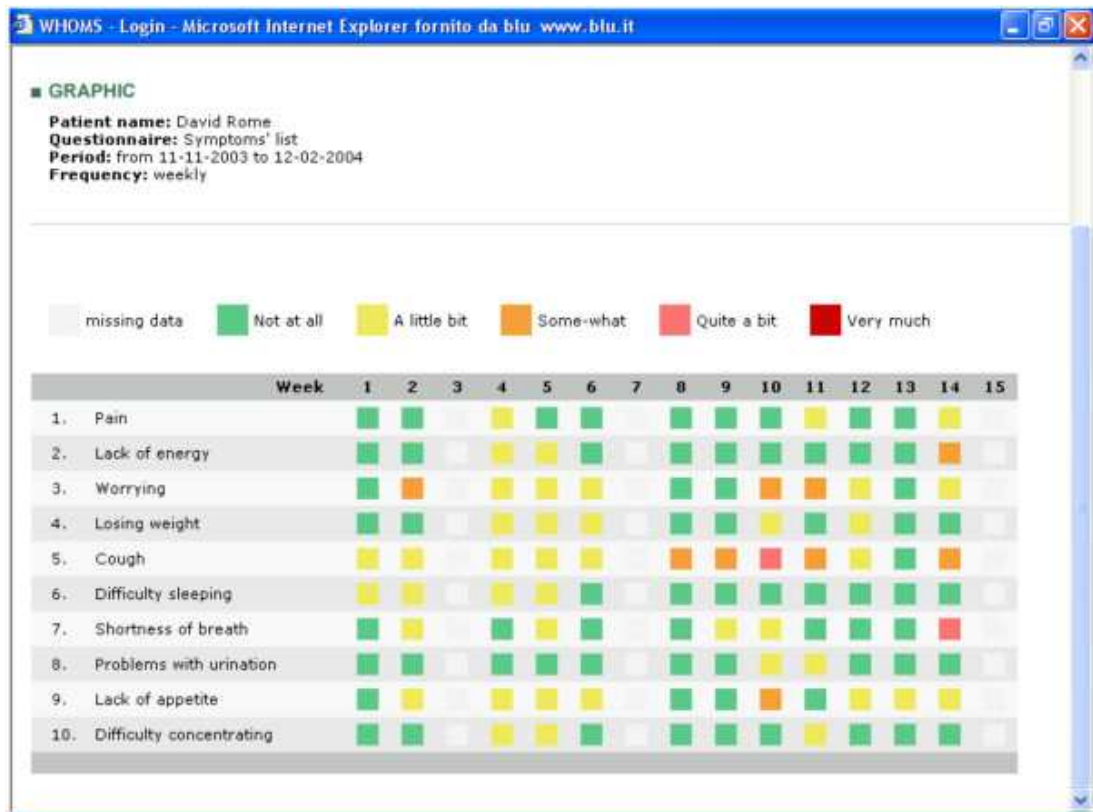 WHOMS - Login - Microsoft Internet Explorer fornito da blu www.blu.it
GRAPHIC
Patient name: David Rome
Questionnaire: Symptoms' list
Period: from 11-11-2003 to 12-02-2004
Frequency: weekly
missing data Not at all A little bit Some-what Quite a bit Very much
Week 1 2 3 4 5 6 7 8 9 10 11 12 13 14 15
1. Pain
2. Lack of energy
3. Worrying
4. Losing weight
5. Cough
6. Difficulty sleeping
7. Shortness of breath
8. Problems with urination
9. Lack of appetite
10. Difficulty concentrating